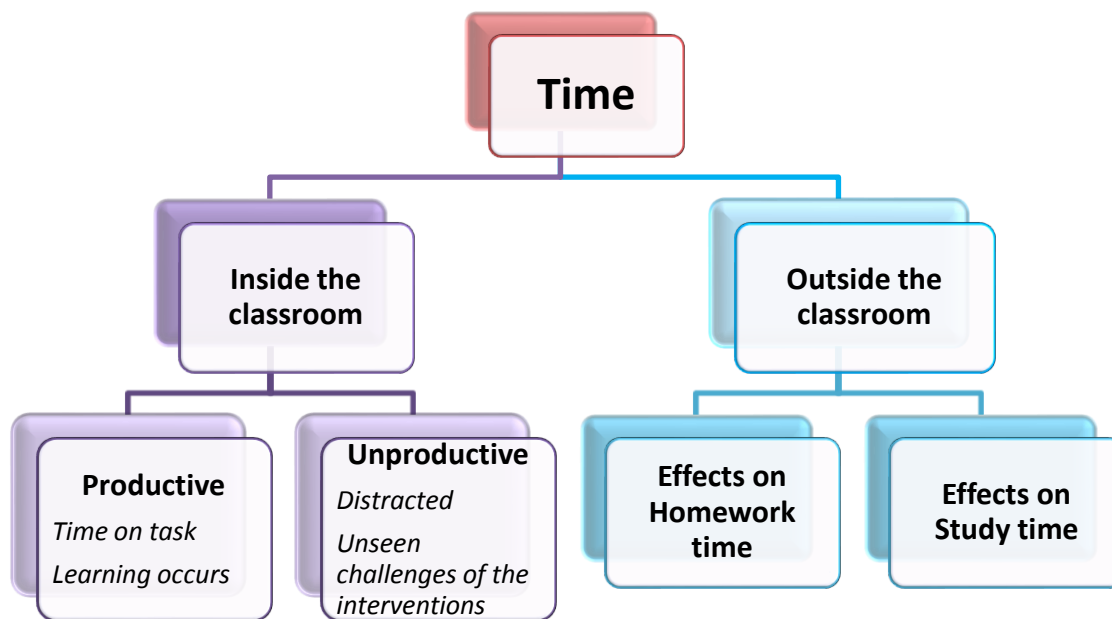 Time
Inside the
classroom
Outside the
classroom
Productive
Time on task
Learning occurs
Unproductive
Distracted
Unseen
challenges of the
interventions
Effects on
Homework
time
Effects on
Study time